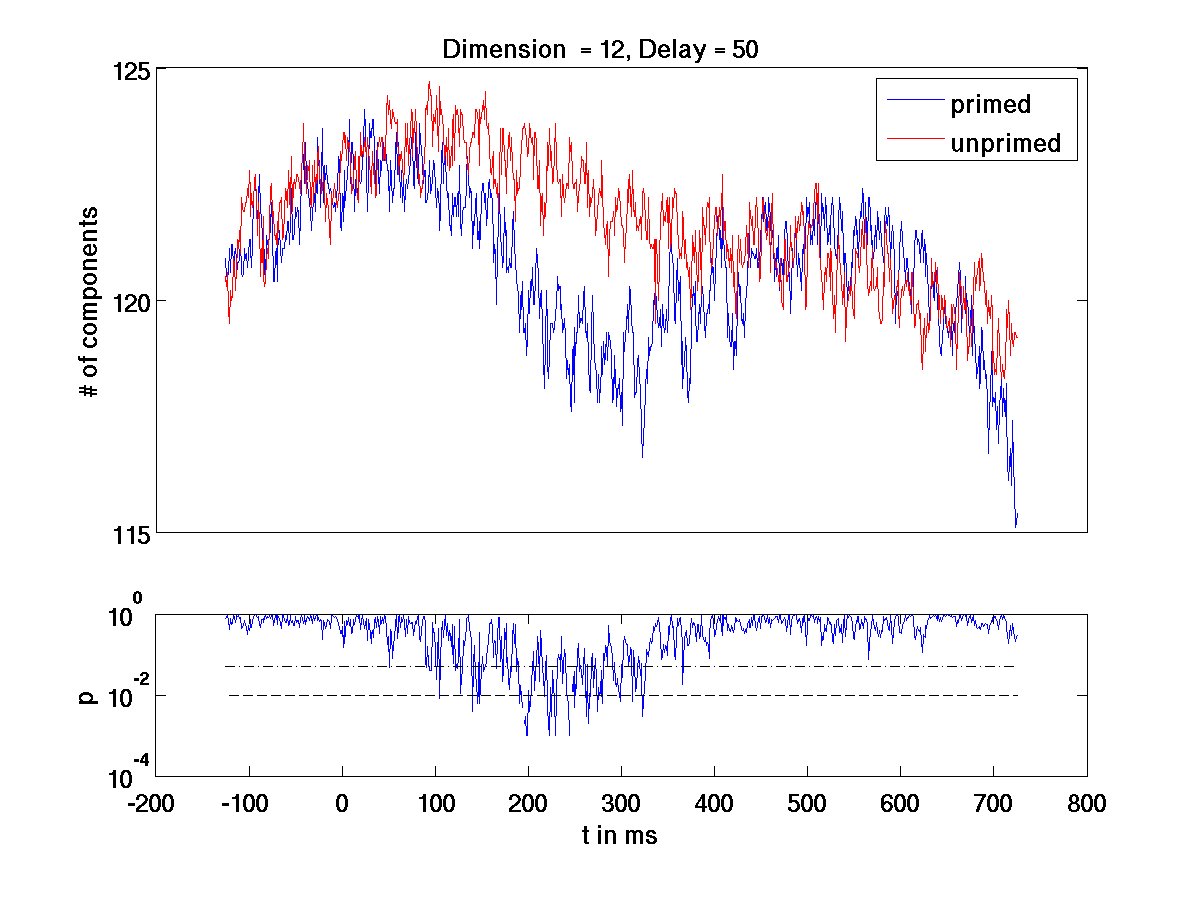 Dimension = 12, Delay = 50
125
120
115
# of components
primed
unprimed
10^0
10^-2
10^-4
p
-200 -100 0 100 200 300 400 500 600 700 800
t in ms